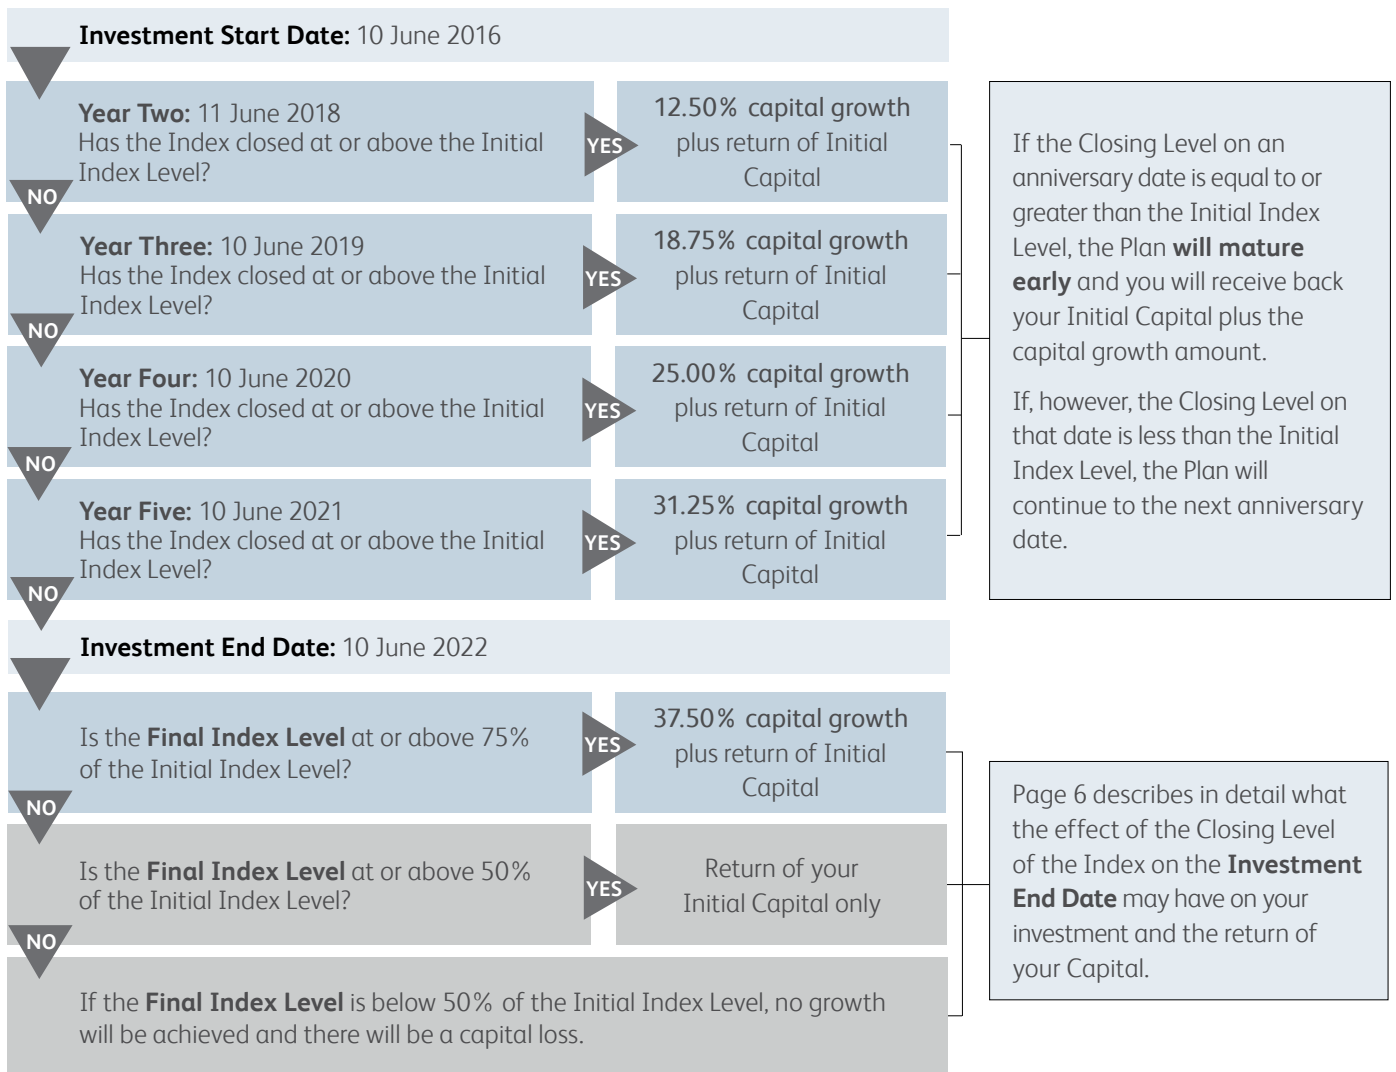 Investment Start Date: 10 June 2016
Year Two: 11 June 2018
Has the Index closed at or above the Initial
Index Level?
YES
12.50% capital growth
plus return of Initial
Capital
NO
Year Three: 10 June 2019
Has the Index closed at or above the Initial
Index Level?
YES
18.75% capital growth
plus return of Initial
Capital
NO
Year Four: 10 June 2020
Has the Index closed at or above the Initial
Index Level?
YES
25.00% capital growth
plus return of Initial
Capital
NO
Year Five: 10 June 2021
Has the Index closed at or above the Initial
Index Level?
YES
31.25% capital growth
plus return of Initial
Capital
NO
If the Closing Level on an
anniversary date is equal to or
greater than the Initial Index
Level, the Plan will mature
early and you will receive back
your Initial Capital plus the
capital growth amount.
If, however, the Closing Level on
that date is less than the Initial
Index Level, the Plan will
continue to the next anniversary
date.
Investment End Date: 10 June 2022
Is the Final Index Level at or above 75%
of the Initial Index Level?
YES
37.50% capital growth
plus return of Initial
Capital
NO
Is the Final Index Level at or above 50%
of the Initial Index Level?
YES
Return of your
Initial Capital only
NO
If the Final Index Level is below 50% of the Initial Index Level, no growth
will be achieved and there will be a capital loss.
Page 6 describes in detail what
the effect of the Closing Level
of the Index on the Investment
End Date may have on your
investment and the return of
your Capital.